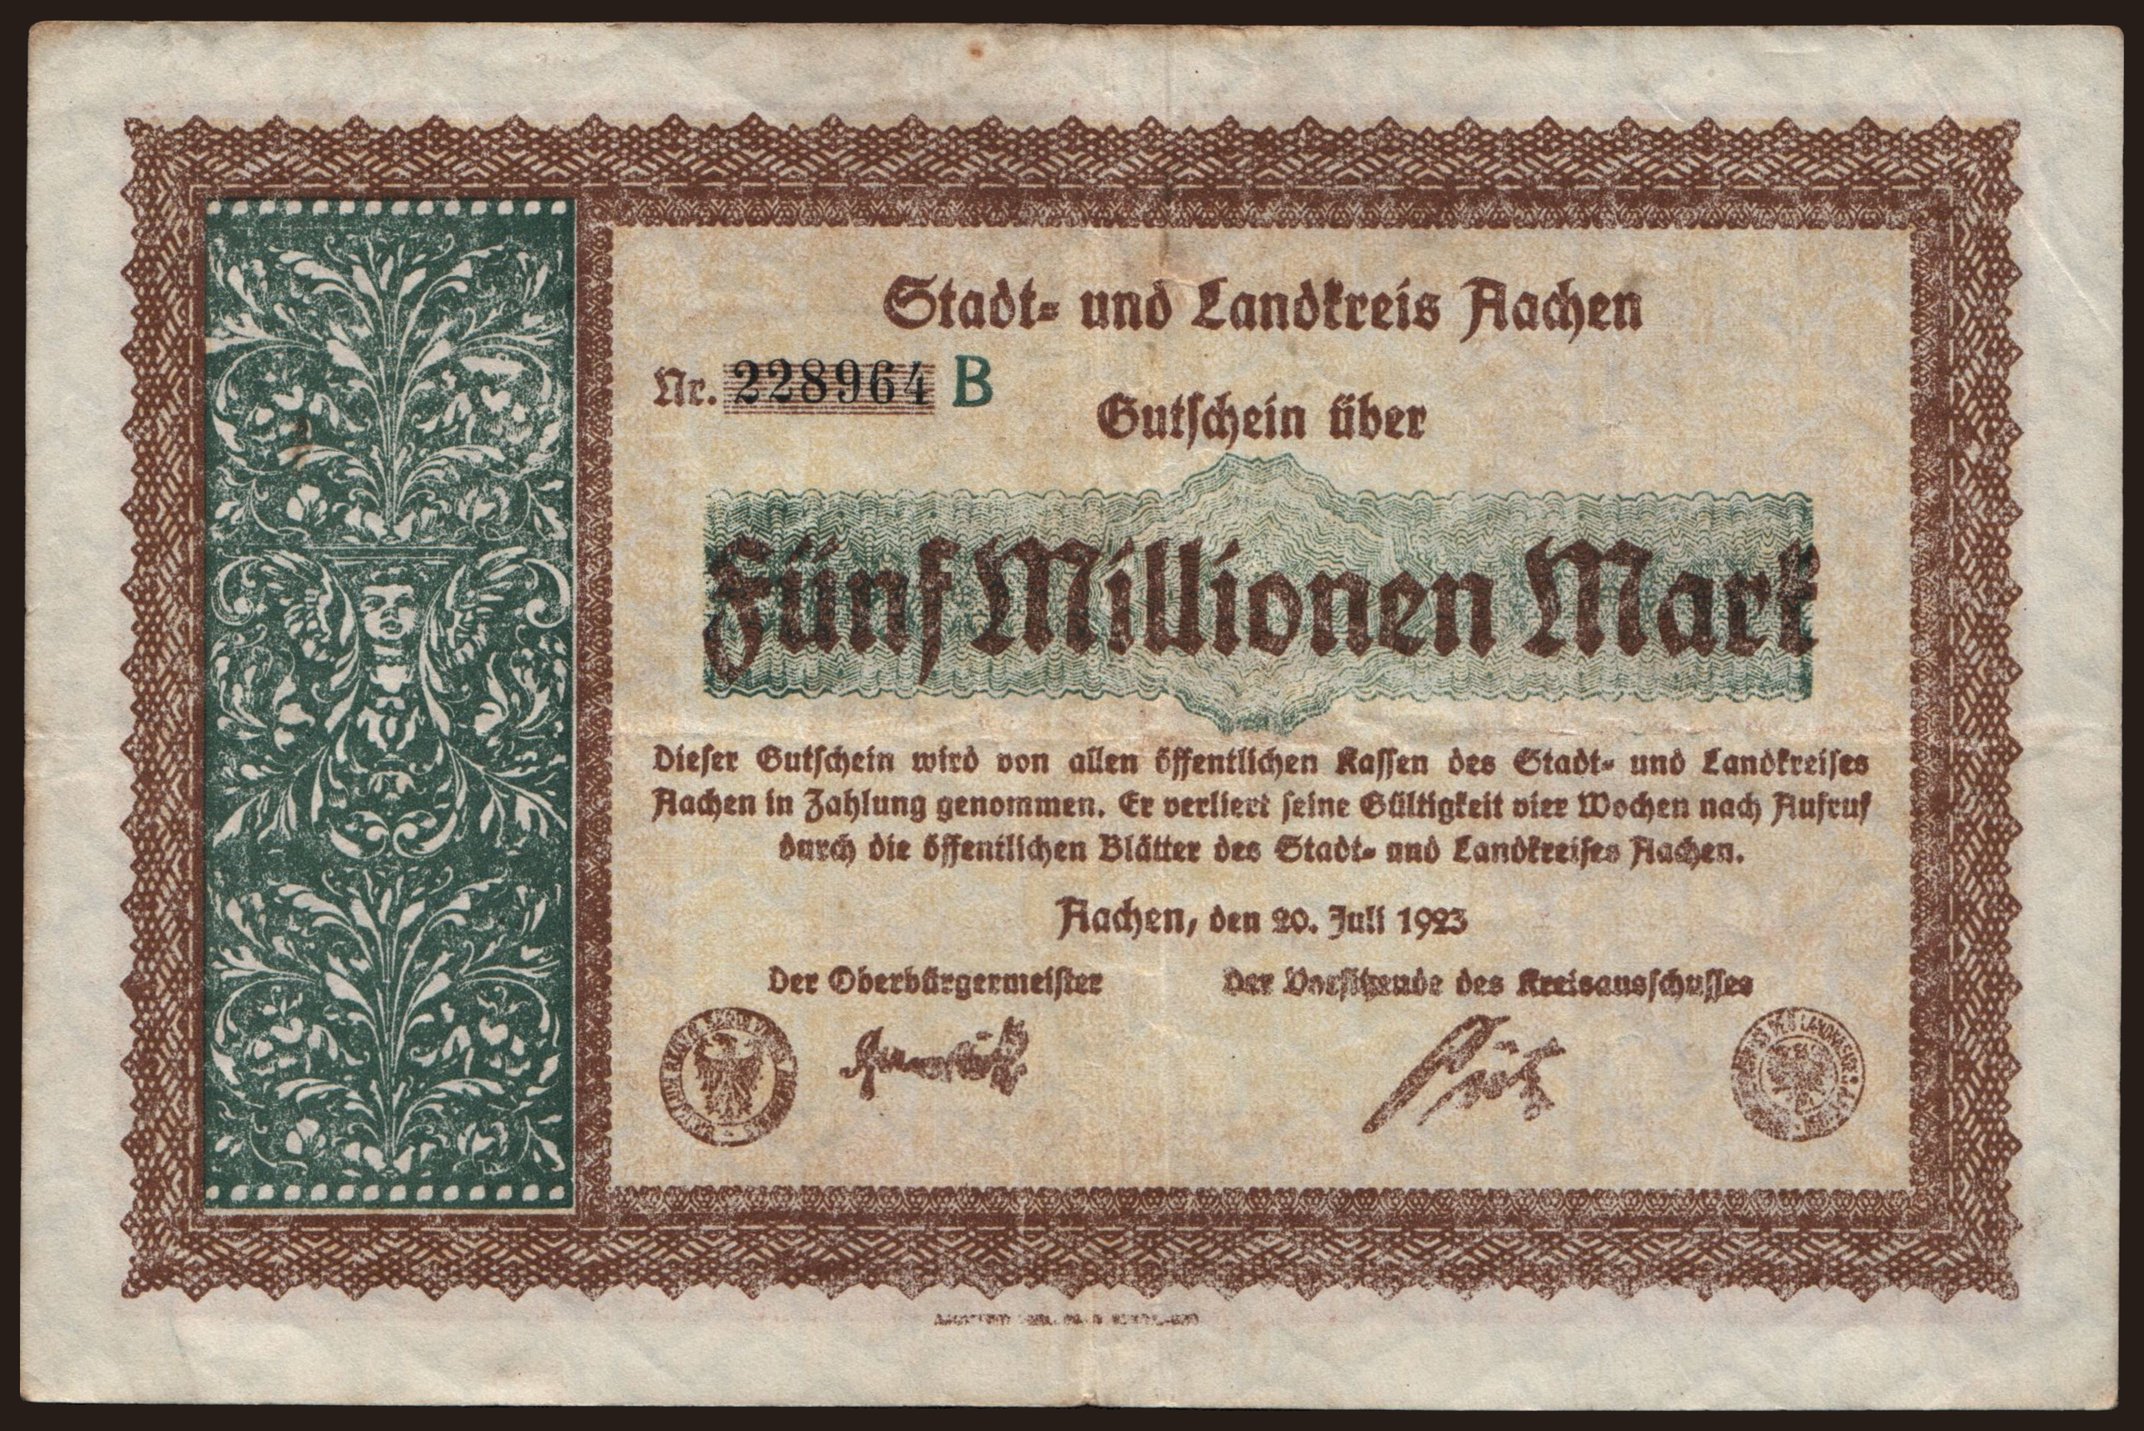 Stadt- und Landkreis Aachen
Nr. 228964 B
Gutschein über
Fünf Millionen Mark
Dieser Gutschein wird von allen öffentlichen Kassen des Stadt- und Landkreises
Aachen in Zahlung genommen. Er verliert seine Gültigkeit vier Wochen nach Aufruf
durch die öffentlichen Blätter des Stadt- und Landkreises Aachen.
Aachen, den 20. Juli 1923
Der Oberbürgermeister
Der Vorsitzende des Kreisausschusses